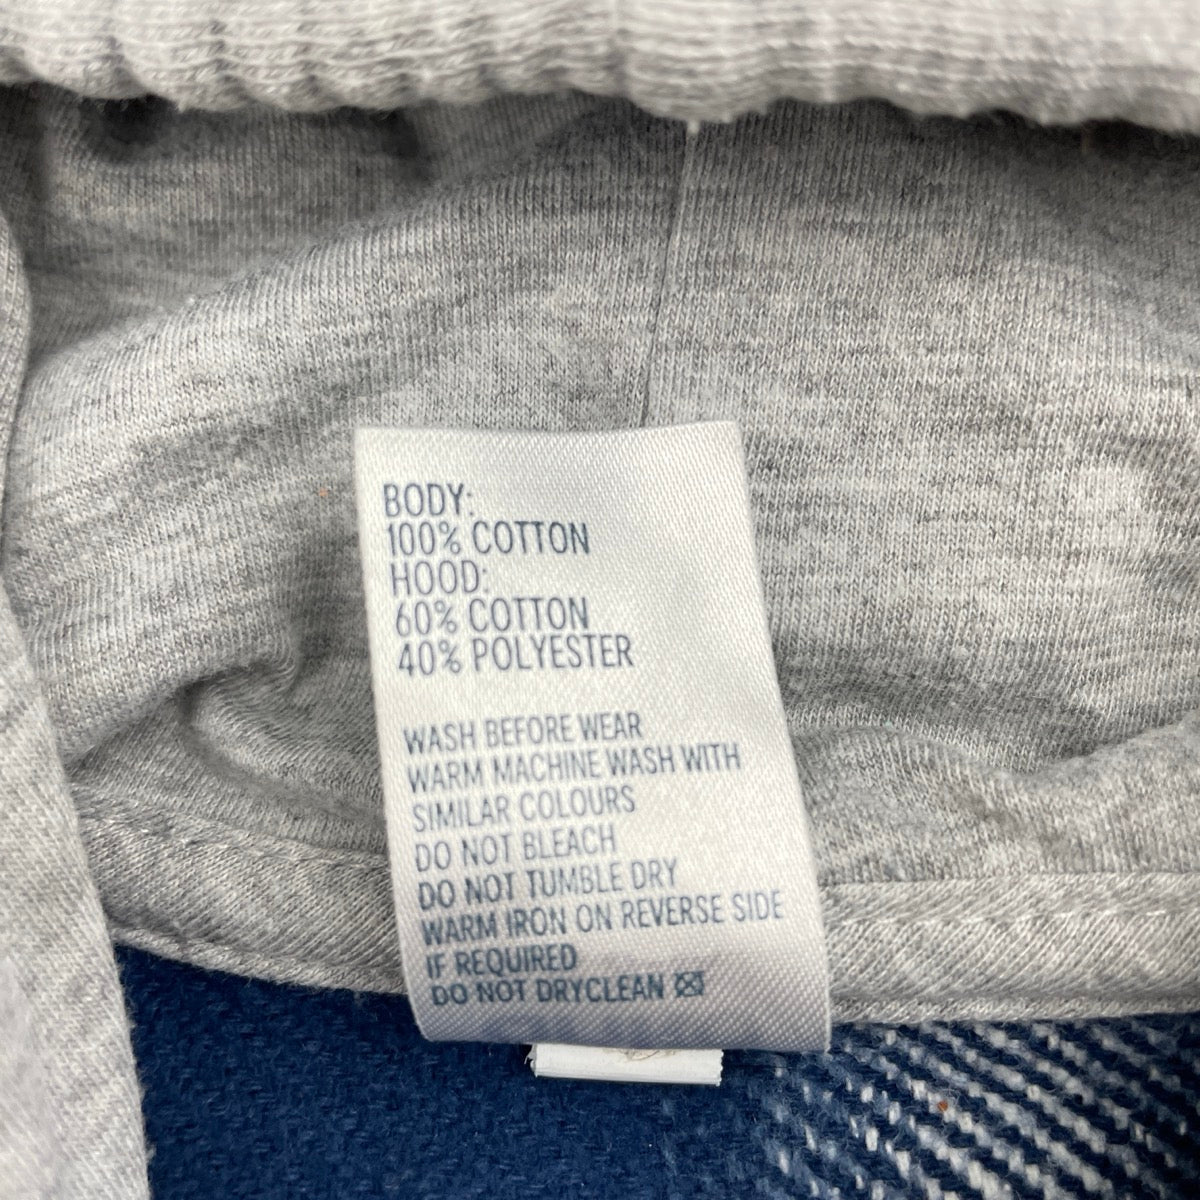 BODY:
100% COTTON
HOOD:
60% COTTON
40% POLYESTER
WASH BEFORE WEAR
WARM MACHINE WASH WITH
SIMILAR COLOURS
DO NOT BLEACH
DO NOT TUMBLE DRY
WARM IRON ON REVERSE SIDE
IF REQUIRED
DO NOT DRYCLEAN